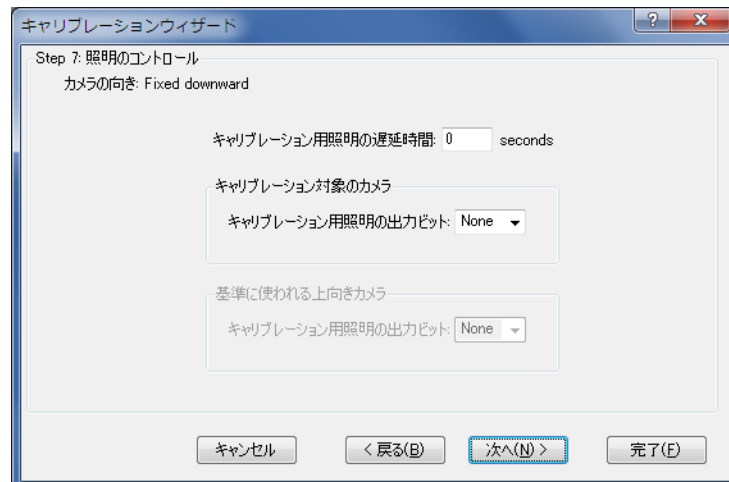 キャリブレーションウィザード
Step 7: 照明のコントロール
カメラの向き: Fixed downward
キャリブレーション用照明の遅延時間: 0 seconds
キャリブレーション対象のカメラ
キャリブレーション用照明の出力ビット: None
基準に使われる上向きカメラ
キャリブレーション用照明の出力ビット: None
キャンセル < 戻る(B) 次へ(N) > 完了(F)